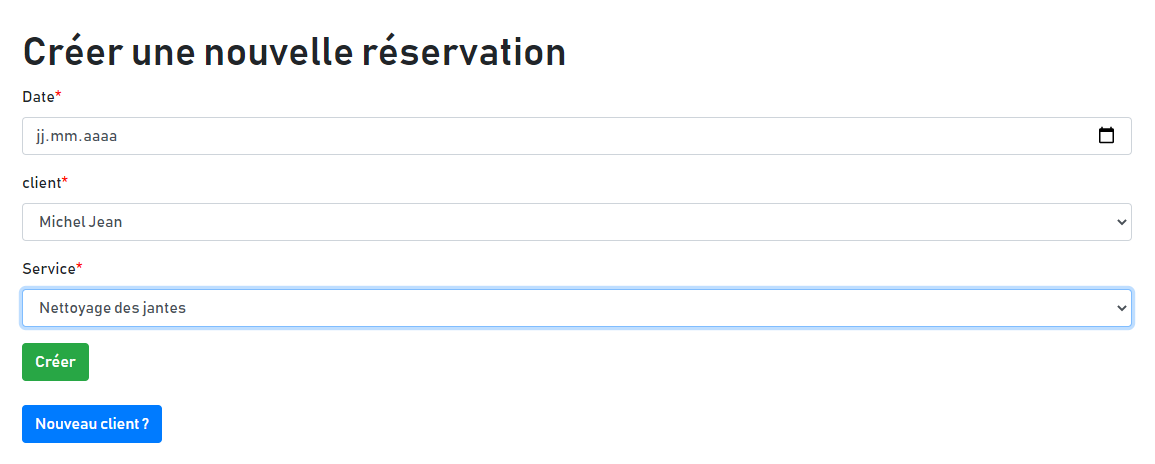 Créer une nouvelle réservation
Date*
jj.mm.aaaa
client*
Michel Jean
Service*
Nettoyage des jantes
Créer
Nouveau client ?